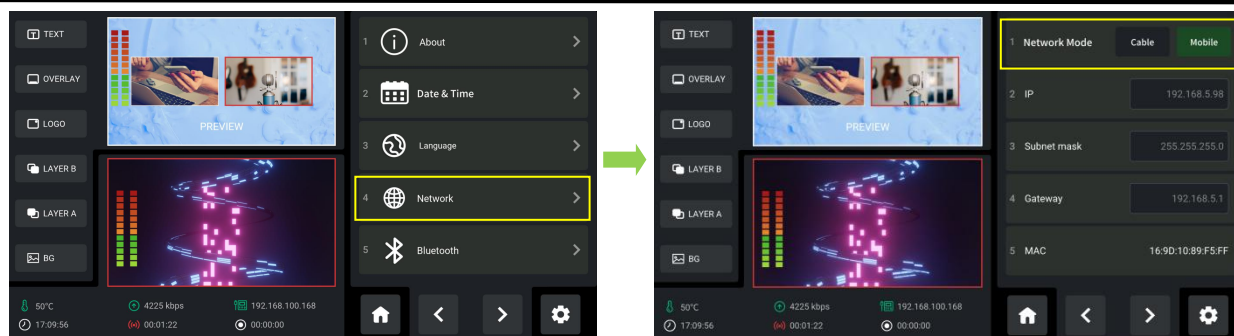 TEXT
OVERLAY
LOGO
LAYER B
LAYER A
BG
PREVIEW
50°C
4225 kbps
192.168.100.168
17:09:56
00:01:22
00:00:00
1 About
2 Date & Time
3 Language
4 Network
5 Bluetooth
TEXT
OVERLAY
LOGO
LAYER B
LAYER A
BG
PREVIEW
50°C
4225 kbps
192.168.100.168
17:09:56
00:01:22
00:00:00
1 Network Mode Cable Mobile
2 IP 192.168.5.98
3 Subnet mask 255.255.255.0
4 Gateway 192.168.5.1
5 MAC 16:9D:10:89:F5:FF